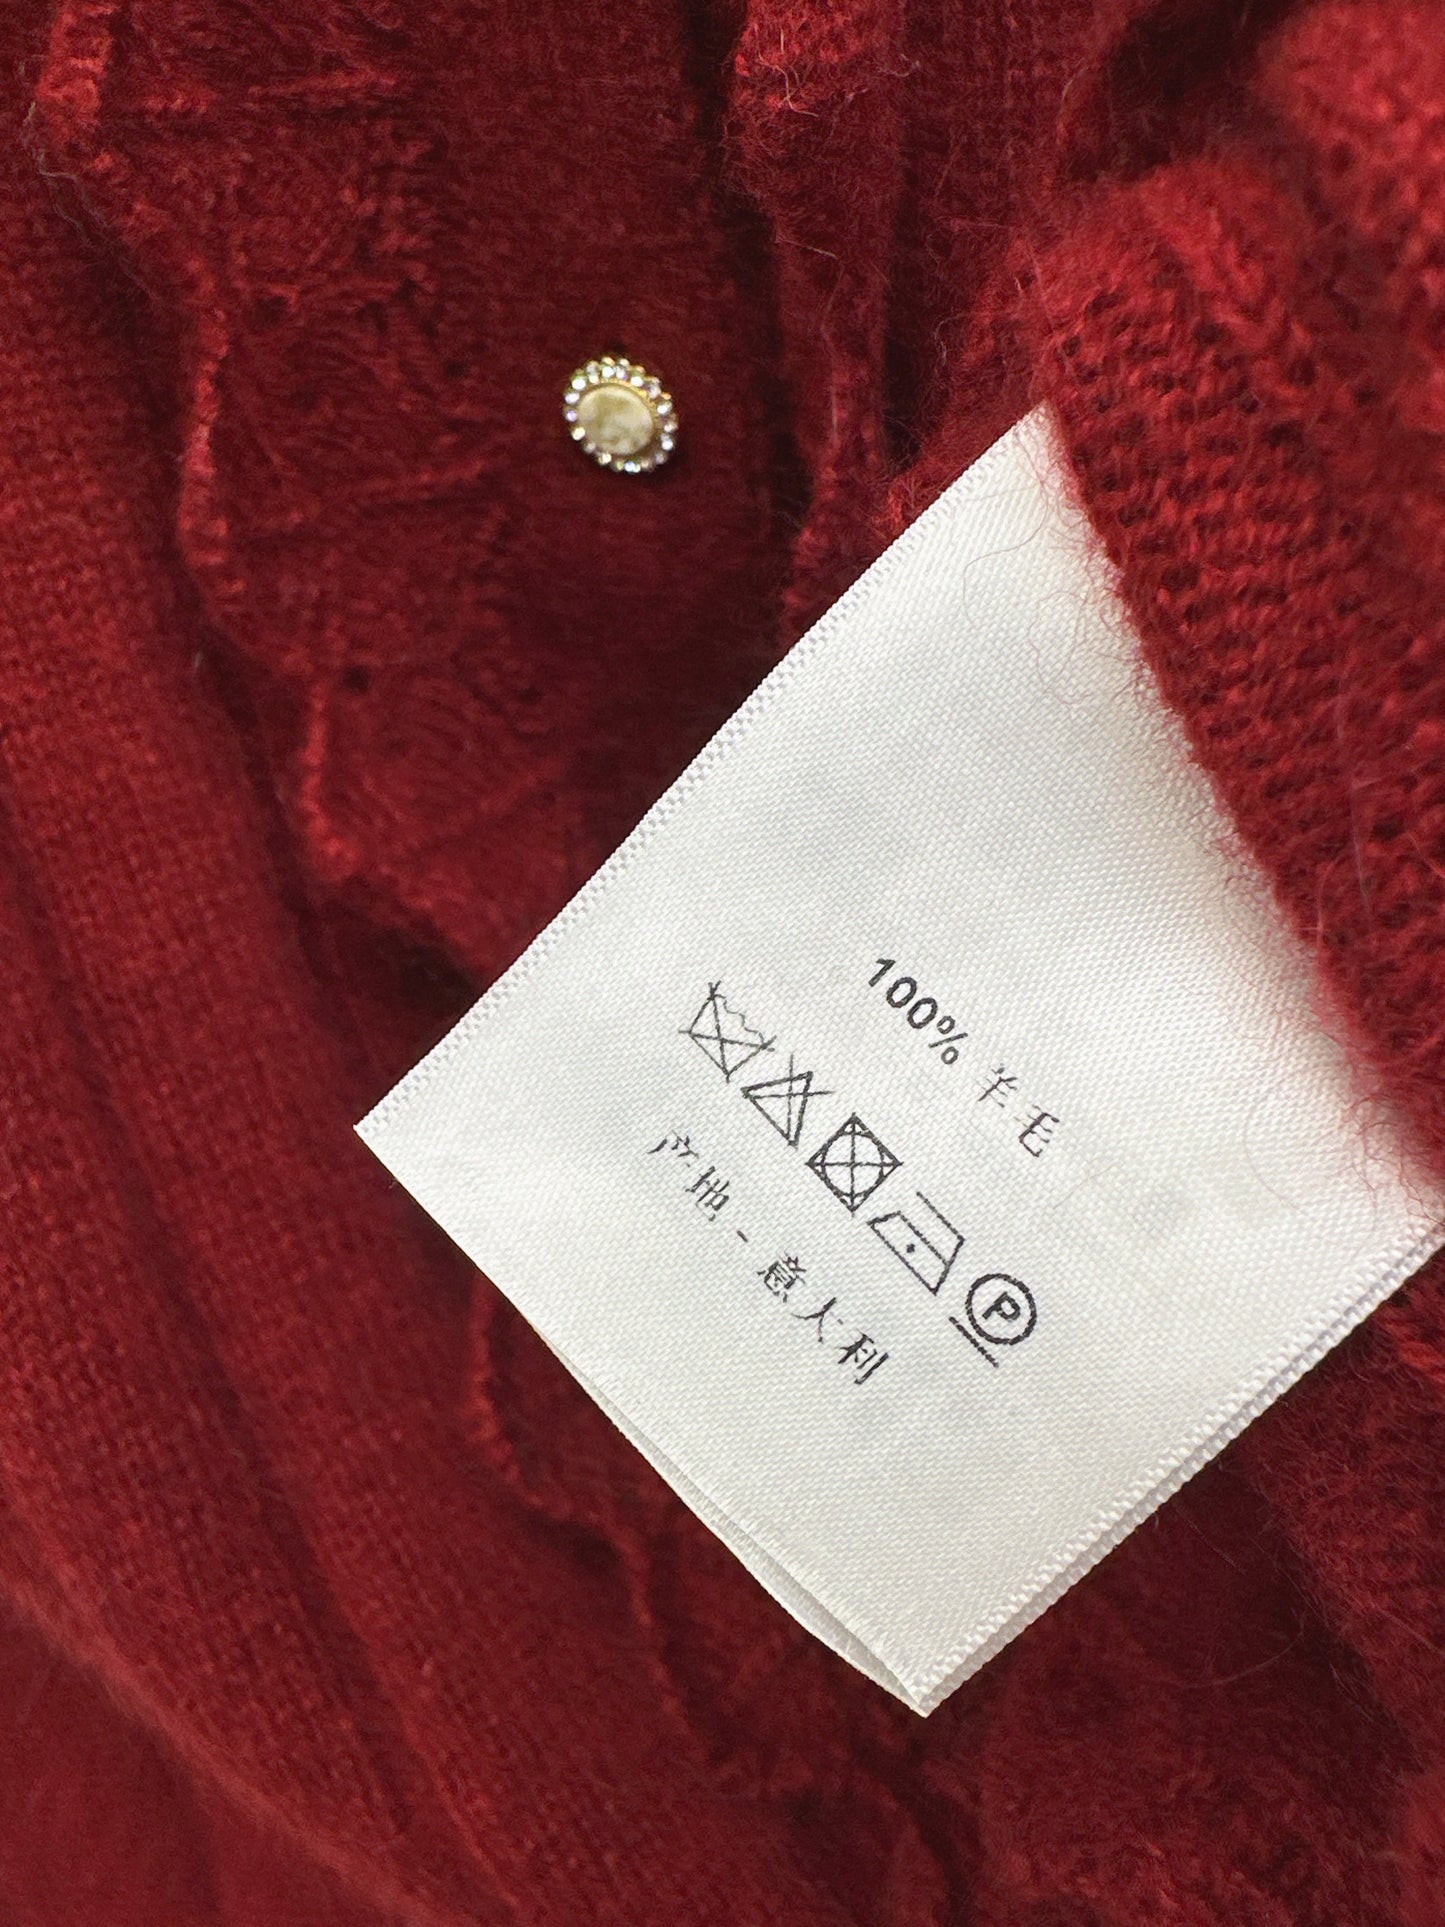 100% 羊毛
P
产地 - 意大利